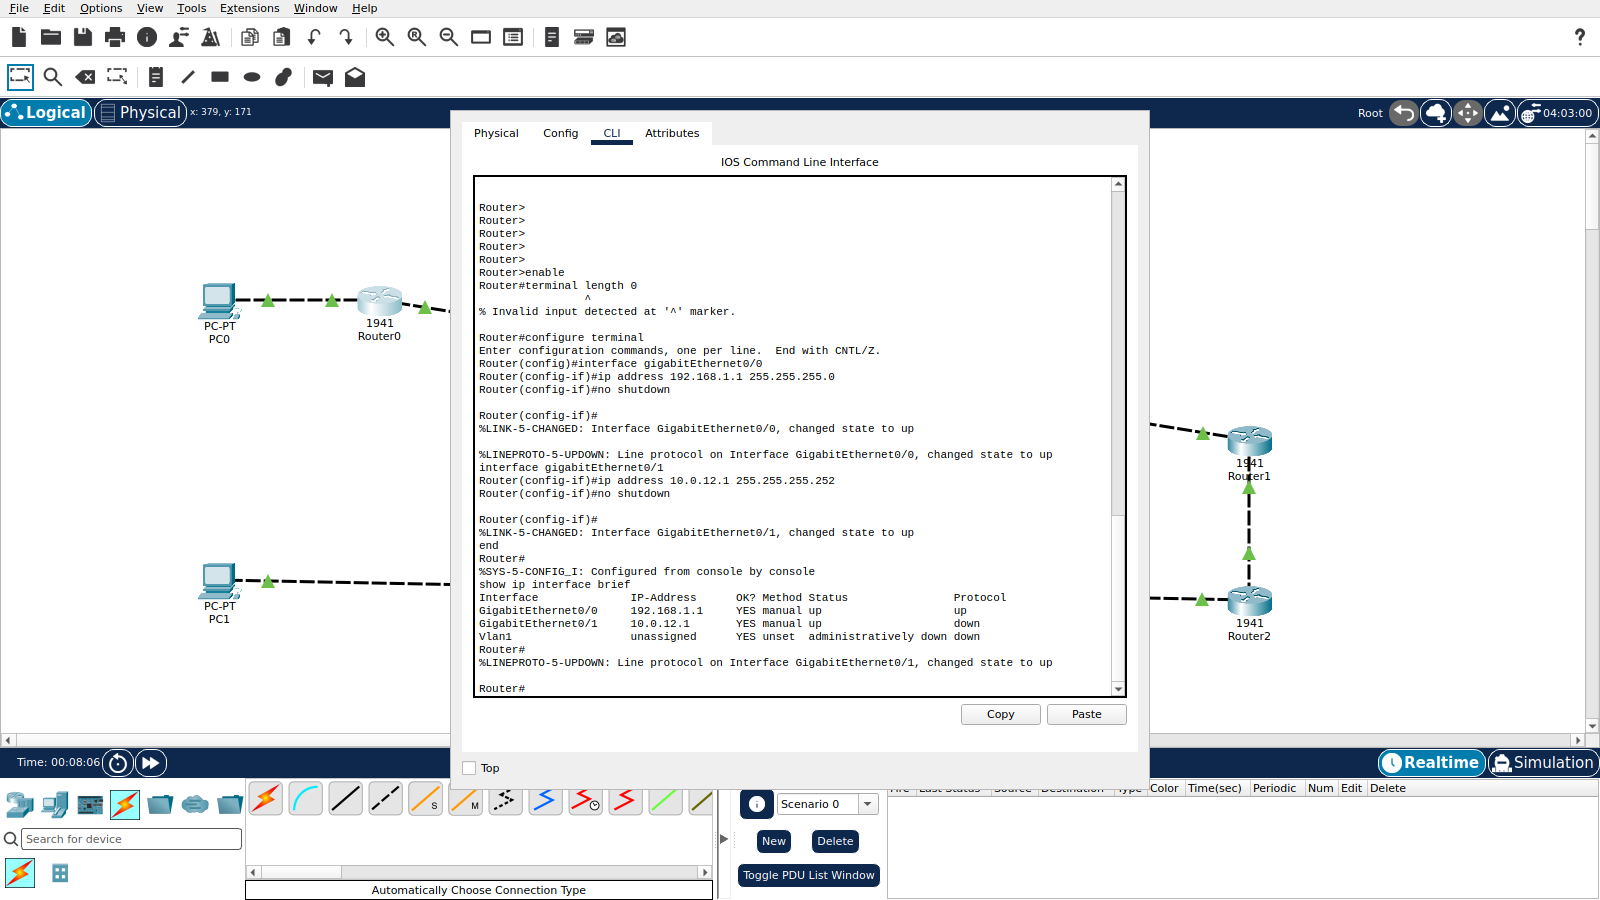 File Edit Options View Tools Extensions Window Help
Logical Physical x: 379, y: 171 Root 04:03:00
Physical Config CLI Attributes
IOS Command Line Interface
Router>
Router>
Router>
Router>
Router>
Router>enable
Router#terminal length 0
^
% Invalid input detected at '^' marker.
Router#configure terminal
Enter configuration commands, one per line.  End with CNTL/Z.
Router(config)#interface gigabitEthernet0/0
Router(config-if)#ip address 192.168.1.1 255.255.255.0
Router(config-if)#no shutdown
Router(config-if)#
%LINK-5-CHANGED: Interface GigabitEthernet0/0, changed state to up
%LINEPROTO-5-UPDOWN: Line protocol on Interface GigabitEthernet0/0, changed state to up
interface gigabitEthernet0/1
Router(config-if)#ip address 10.0.12.1 255.255.255.252
Router(config-if)#no shutdown
Router(config-if)#
%LINK-5-CHANGED: Interface GigabitEthernet0/1, changed state to up
end
Router#
%SYS-5-CONFIG_I: Configured from console by console
show ip interface brief
Interface              IP-Address      OK? Method Status                Protocol
GigabitEthernet0/0     192.168.1.1     YES manual up                    up
GigabitEthernet0/1     10.0.12.1       YES manual up                    down
Vlan1                  unassigned      YES unset  administratively down down
Router#
%LINEPROTO-5-UPDOWN: Line protocol on Interface GigabitEthernet0/1, changed state to up
Router#
Copy Paste
Top
PC-PT
PC0
1941
Router0
PC-PT
PC1
1941
Router1
1941
Router2
Time: 00:08:06 Realtime Simulation
Search for device
S M
Automatically Choose Connection Type
Scenario 0
New Delete
Toggle PDU List Window
Fire Last Status Source Destination Type Color Time(sec) Periodic Num Edit Delete